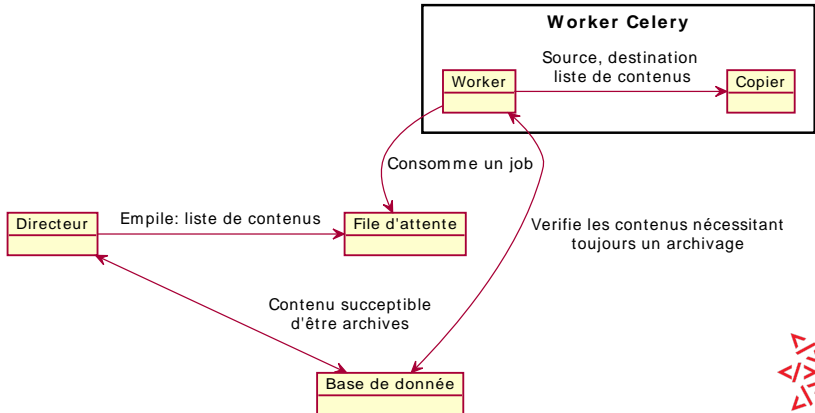 Worker Celery
Source, destination
liste de contenus
Worker
Copier
Consomme un job
Directeur
Empile: liste de contenus
File d'attente
Verifie les contenus nécessitant
toujours un archivage
Contenu succeptible
d'être archives
Base de donnée